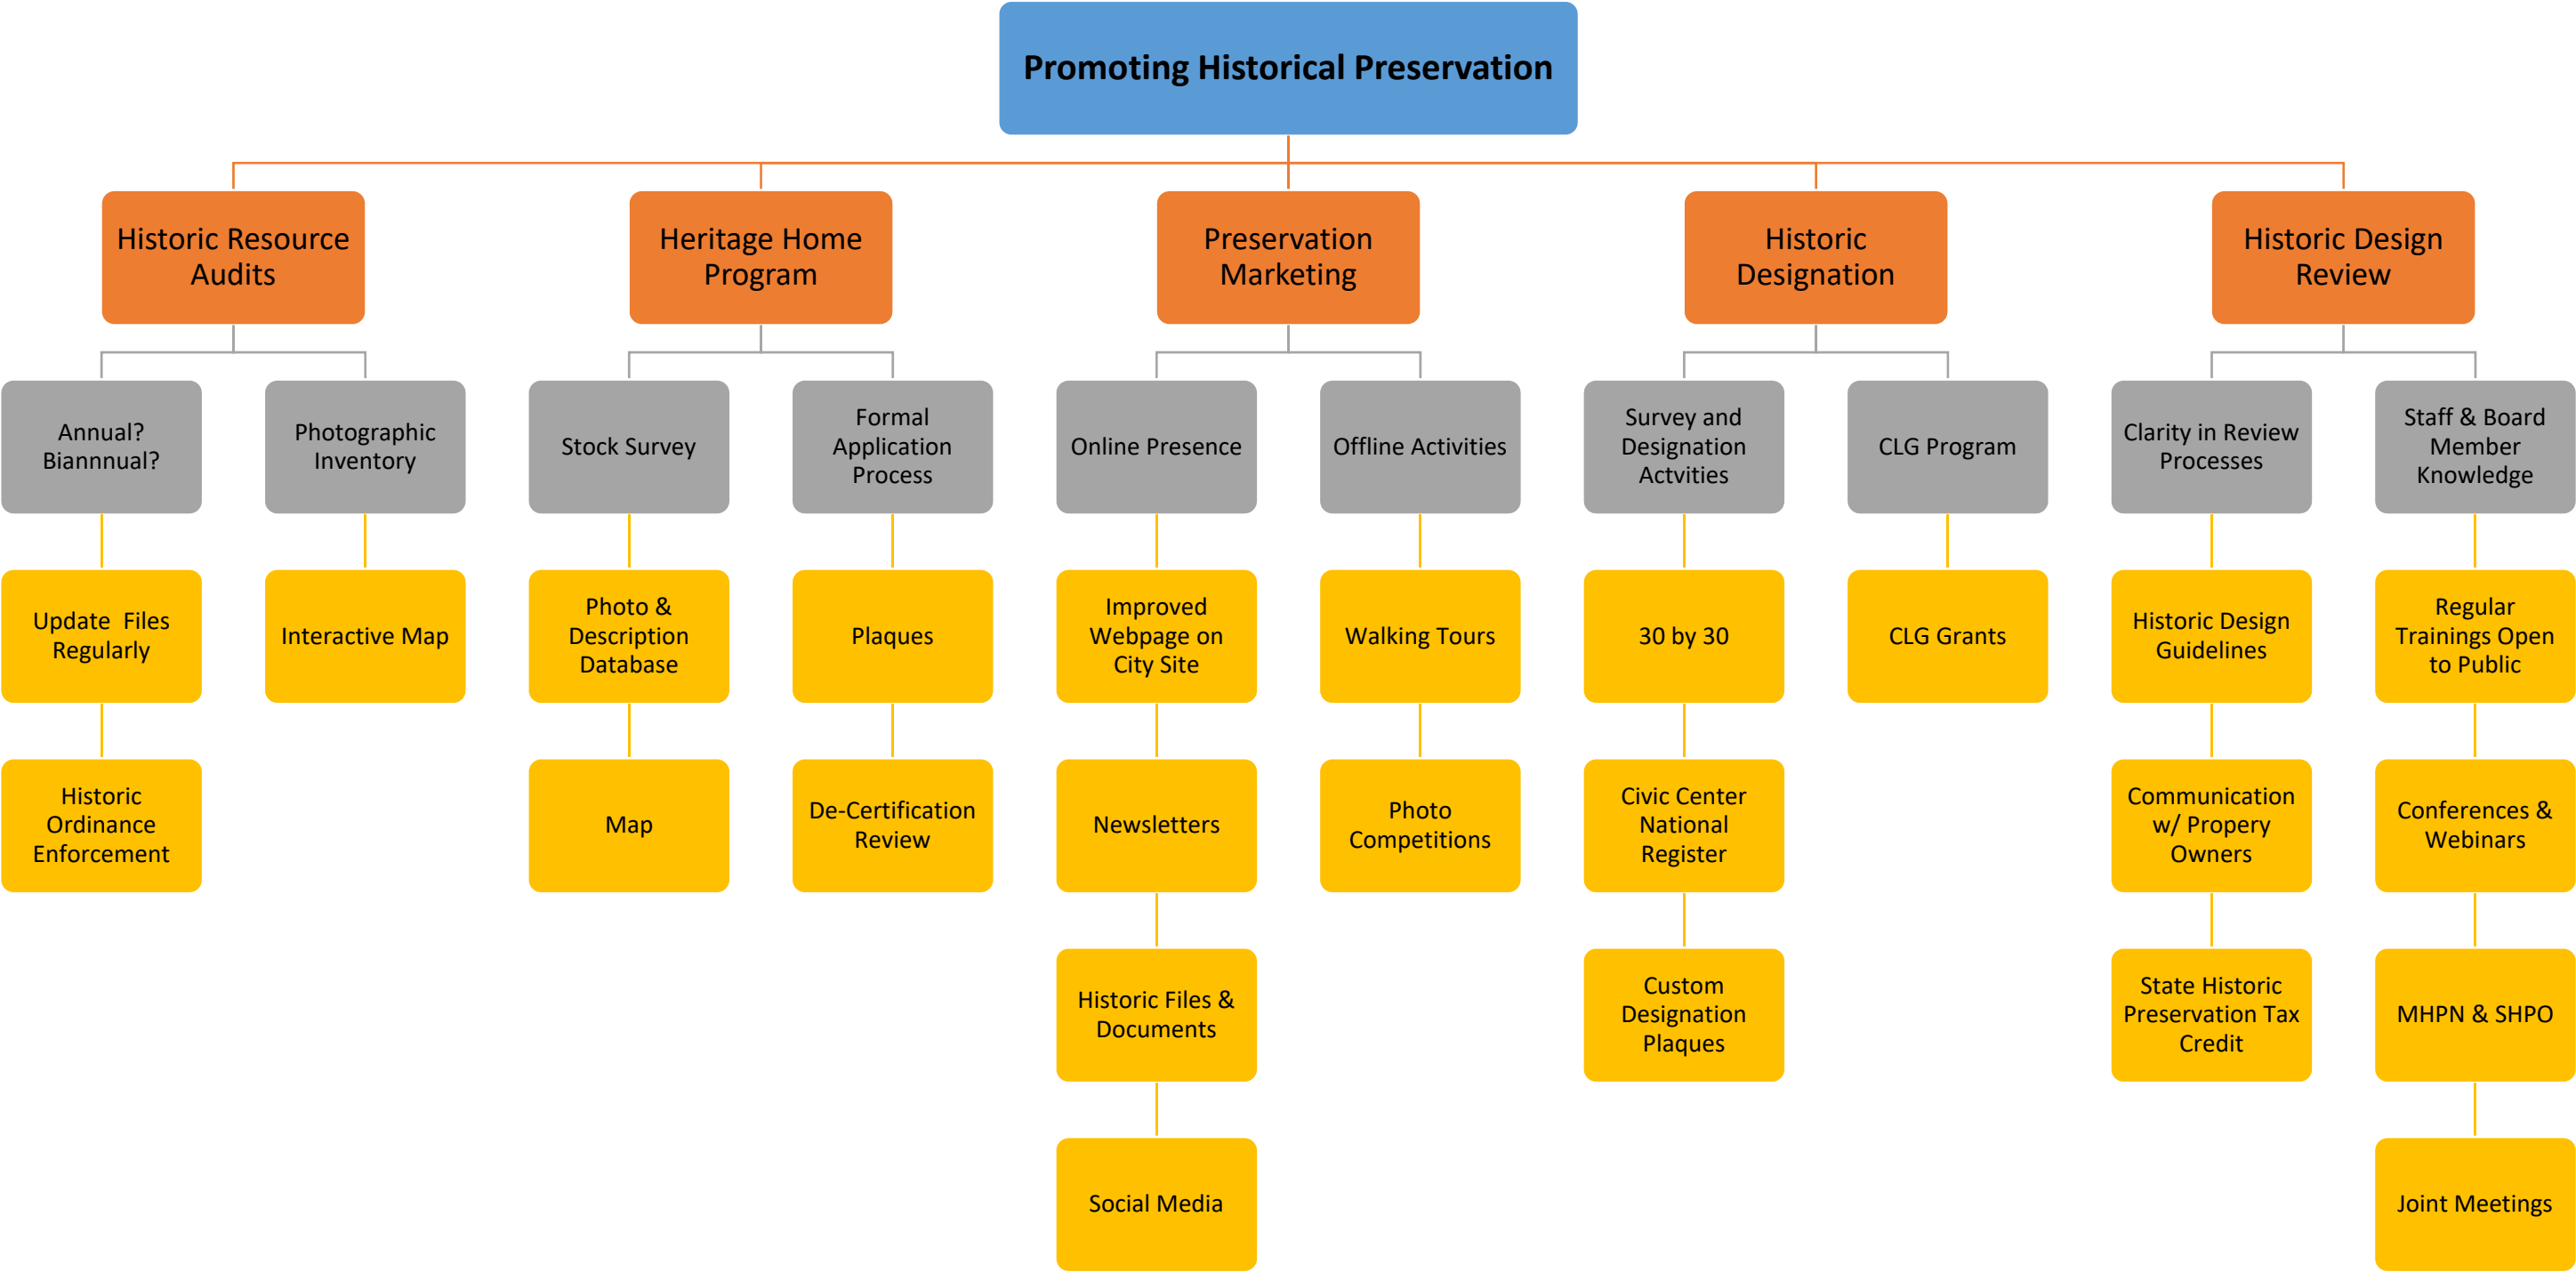 Promoting Historical Preservation
Historic Resource
Audits
Heritage Home
Program
Preservation
Marketing
Historic
Designation
Historic Design
Review
Annual?
Biannnual?
Photographic
Inventory
Stock Survey
Formal
Application
Process
Online Presence
Offline Activities
Survey and
Designation
Actvities
CLG Program
Clarity in Review
Processes
Staff & Board
Member
Knowledge
Update Files
Regularly
Interactive Map
Photo &
Description
Database
Plaques
Improved
Webpage on
City Site
Walking Tours
30 by 30
CLG Grants
Historic Design
Guidelines
Regular
Trainings Open
to Public
Historic
Ordinance
Enforcement
Map
De-Certification
Review
Newsletters
Photo
Competitions
Civic Center
National
Register
Communication
w/ Propery
Owners
Conferences &
Webinars
Historic Files &
Documents
Custom
Designation
Plaques
State Historic
Preservation Tax
Credit
MHPN & SHPO
Social Media
Joint Meetings